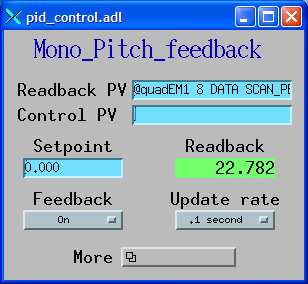 pid_control.adl
Mono_Pitch_feedback
Readback PV @quadEM1 8 DATA SCAN_PE
Control PV
Setpoint Readback
0.000 22.782
Feedback Update rate
On .1 second
More